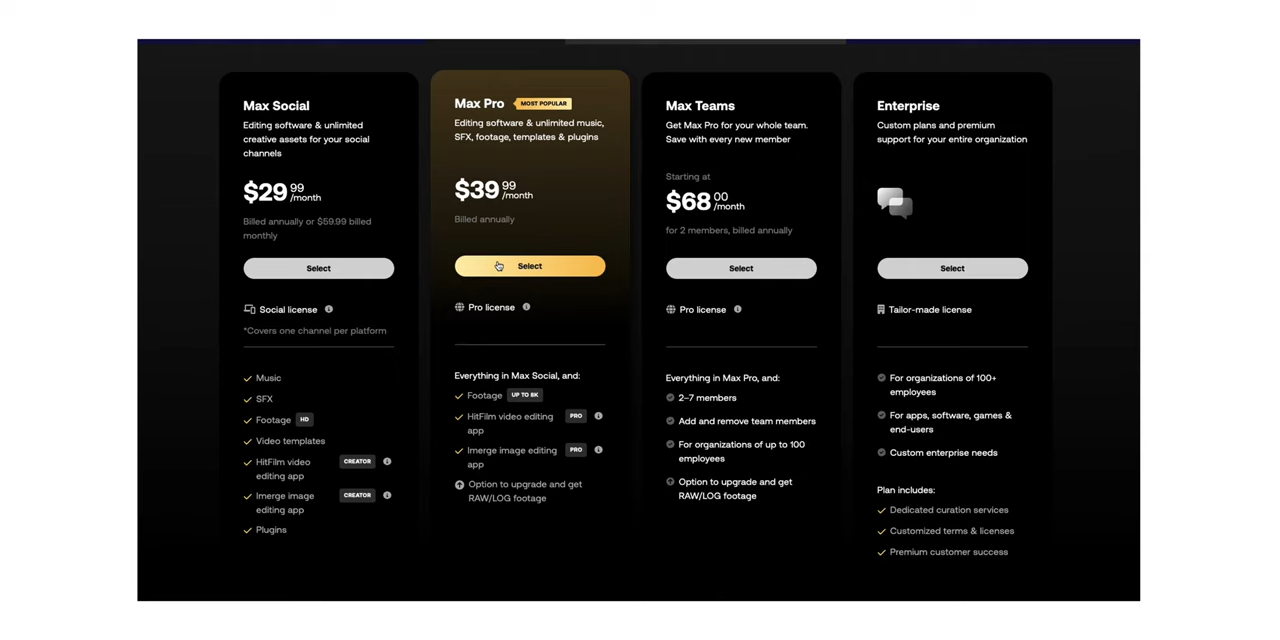 Max Social
Editing software & unlimited
creative assets for your social
channels
$29 99
/month
Billed annually or $59.99 billed
monthly
Select
Social license
*Covers one channel per platform
Music
SFX
Footage HD
Video templates
HitFilm video CREATOR
editing app
Imerge image CREATOR
editing app
Plugins
Max Pro MOST POPULAR
Editing software & unlimited music,
SFX, footage, templates & plugins
$39 99
/month
Billed annually
Select
Pro license
Everything in Max Social, and:
Footage UP TO 8K
HitFilm video editing PRO
app
Imerge image editing PRO
app
Option to upgrade and get
RAW/LOG footage
Max Teams
Get Max Pro for your whole team.
Save with every new member
Starting at
$68 00
/month
for 2 members, billed annually
Select
Pro license
Everything in Max Pro, and:
2–7 members
Add and remove team members
For organizations of up to 100
employees
Option to upgrade and get
RAW/LOG footage
Enterprise
Custom plans and premium
support for your entire organization
Select
Tailor-made license
For organizations of 100+
employees
For apps, software, games &
end-users
Custom enterprise needs
Plan includes:
Dedicated curation services
Customized terms & licenses
Premium customer success